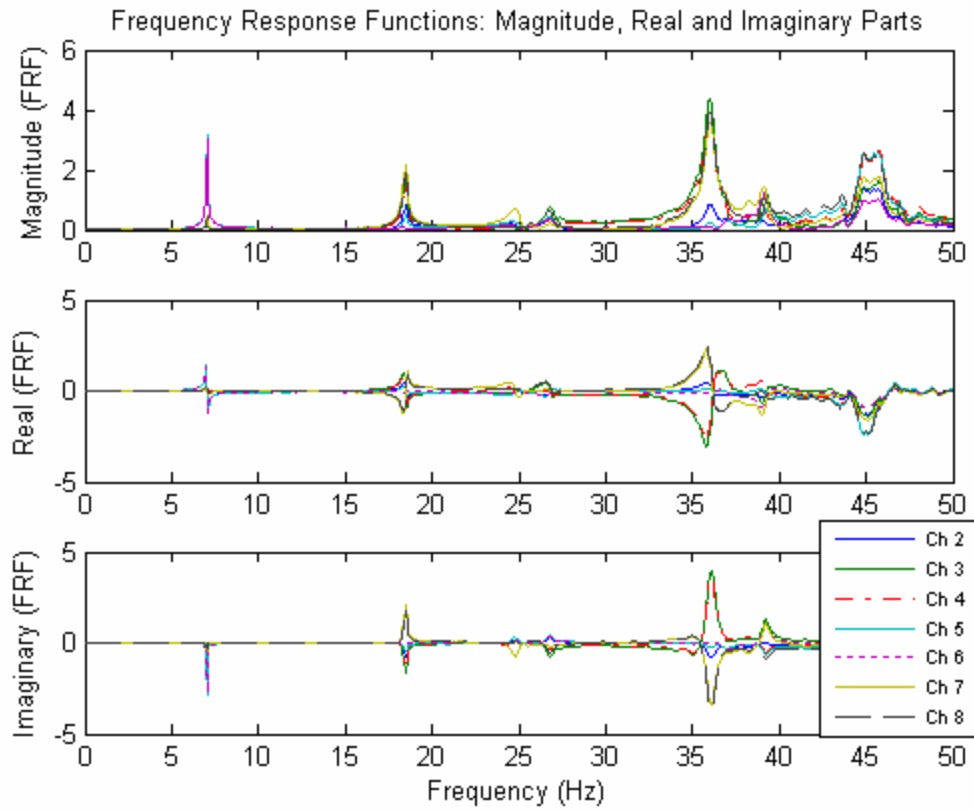 Frequency Response Functions: Magnitude, Real and Imaginary Parts
Magnitude (FRF)
6
4
2
0
0 5 10 15 20 25 30 35 40 45 50
Real (FRF)
5
0
-5
0 5 10 15 20 25 30 35 40 45 50
Imaginary (FRF)
5
0
-5
0 5 10 15 20 25 30 35 40 45 50
Frequency (Hz)
Ch 2
Ch 3
Ch 4
Ch 5
Ch 6
Ch 7
Ch 8